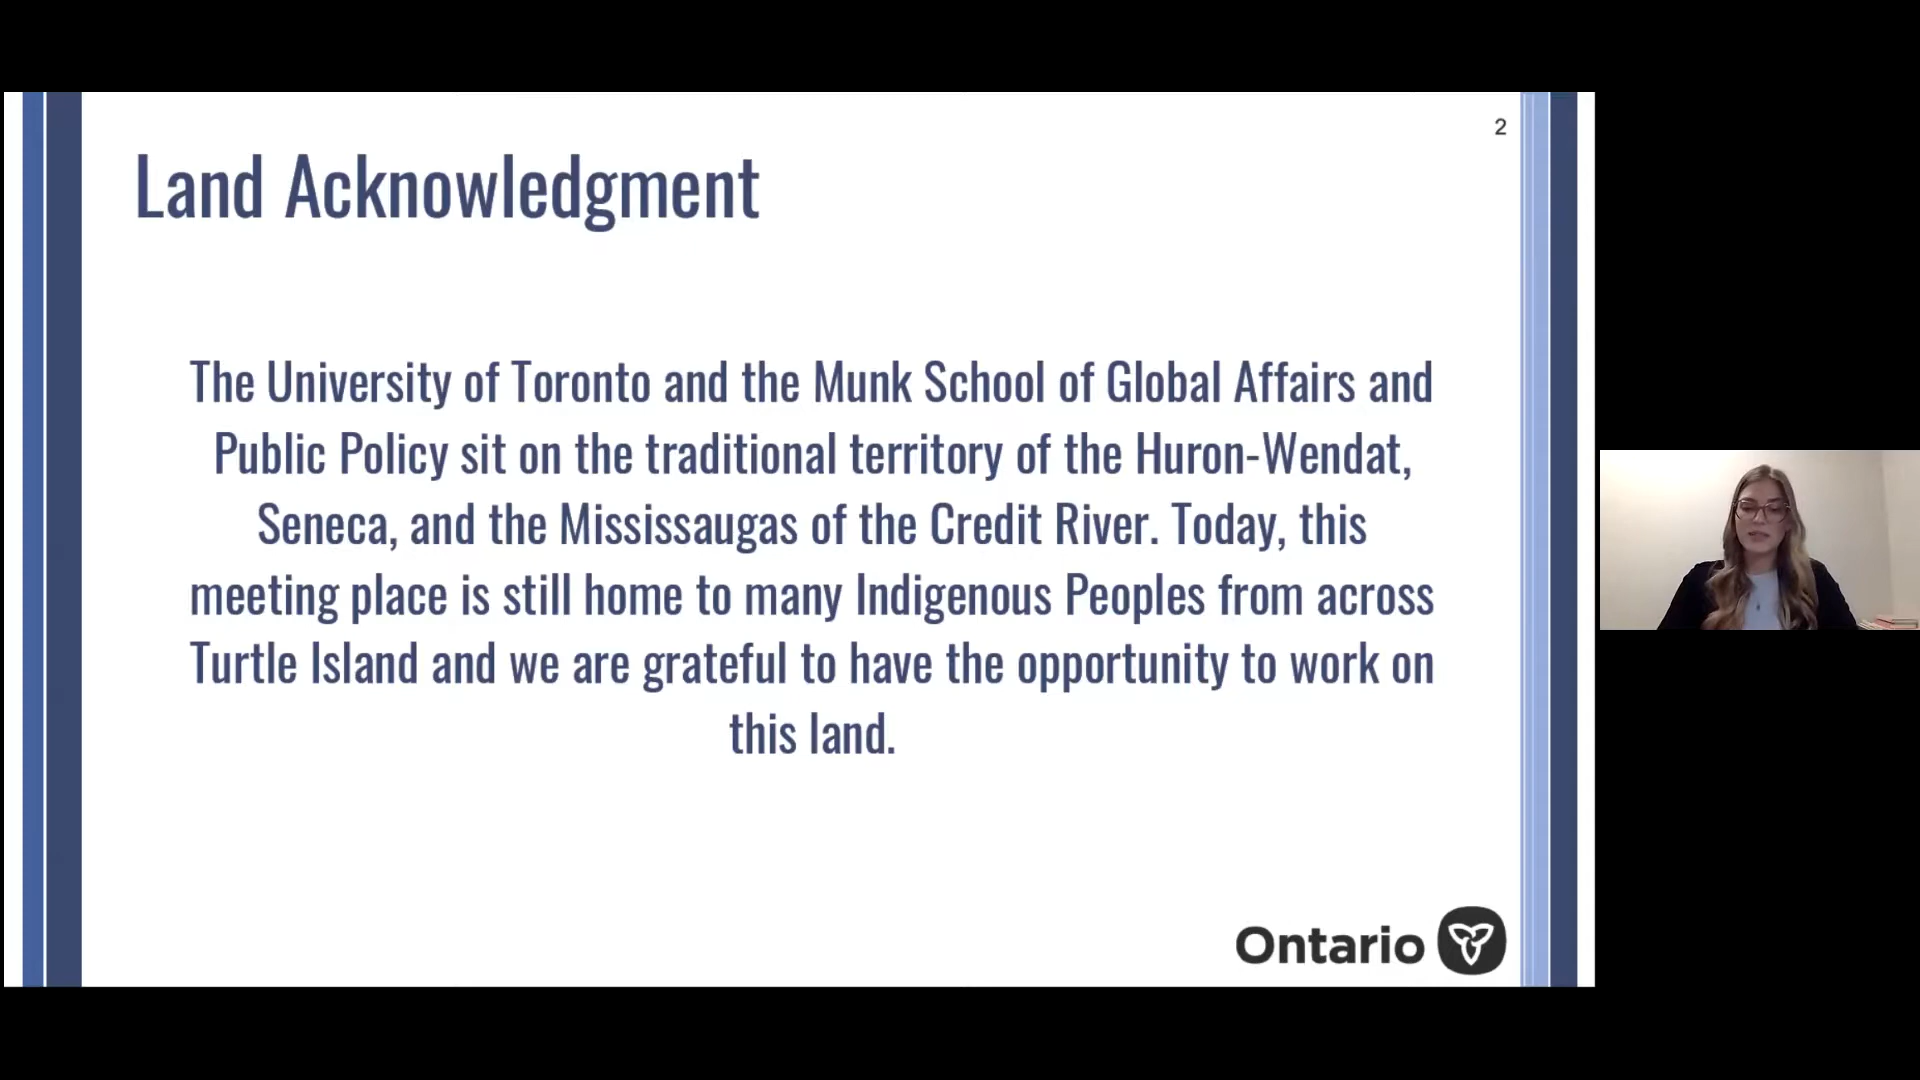 2
Land Acknowledgment
The University of Toronto and the Munk School of Global Affairs and
Public Policy sit on the traditional territory of the Huron-Wendat,
Seneca, and the Mississaugas of the Credit River. Today, this
meeting place is still home to many Indigenous Peoples from across
Turtle Island and we are grateful to have the opportunity to work on
this land.
Ontario